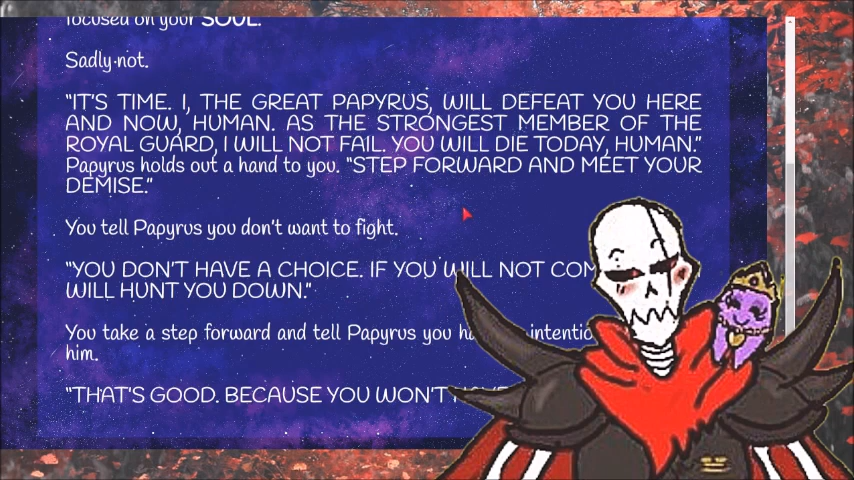 focused on your SOUL.
Sadly not.
"IT'S TIME. I, THE GREAT PAPYRUS, WILL DEFEAT YOU HERE
AND NOW, HUMAN. AS THE STRONGEST MEMBER OF THE
ROYAL GUARD, I WILL NOT FAIL. YOU WILL DIE TODAY, HUMAN."
Papyrus holds out a hand to you. "STEP FORWARD AND MEET YOUR
DEMISE."
You tell Papyrus you don't want to fight.
"YOU DON'T HAVE A CHOICE. IF YOU WILL NOT
WILL HUNT YOU DOWN."
You take a step forward and tell Papyrus you
him.
"THAT'S GOOD. BECAUSE YOU WON'T